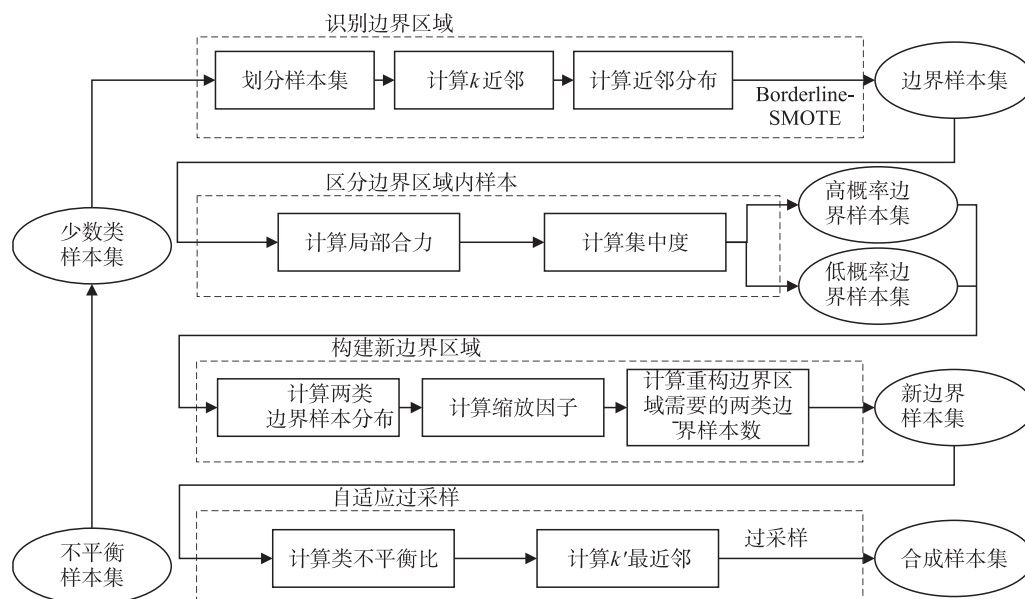 识别边界区域
划分样本集
计算k近邻
计算近邻分布
Borderline-
SMOTE
边界样本集
区分边界区域内样本
少数类
样本集
计算局部合力
计算集中度
高概率边
界样本集
低概率边
界样本集
构建新边界区域
计算两类
边界样本分布
计算缩放因子
计算重构边界区
域需要的两类边
界样本数
新边界
样本集
自适应过采样
不平衡
样本集
计算类不平衡比
计算k′最近邻
过采样
合成样本集